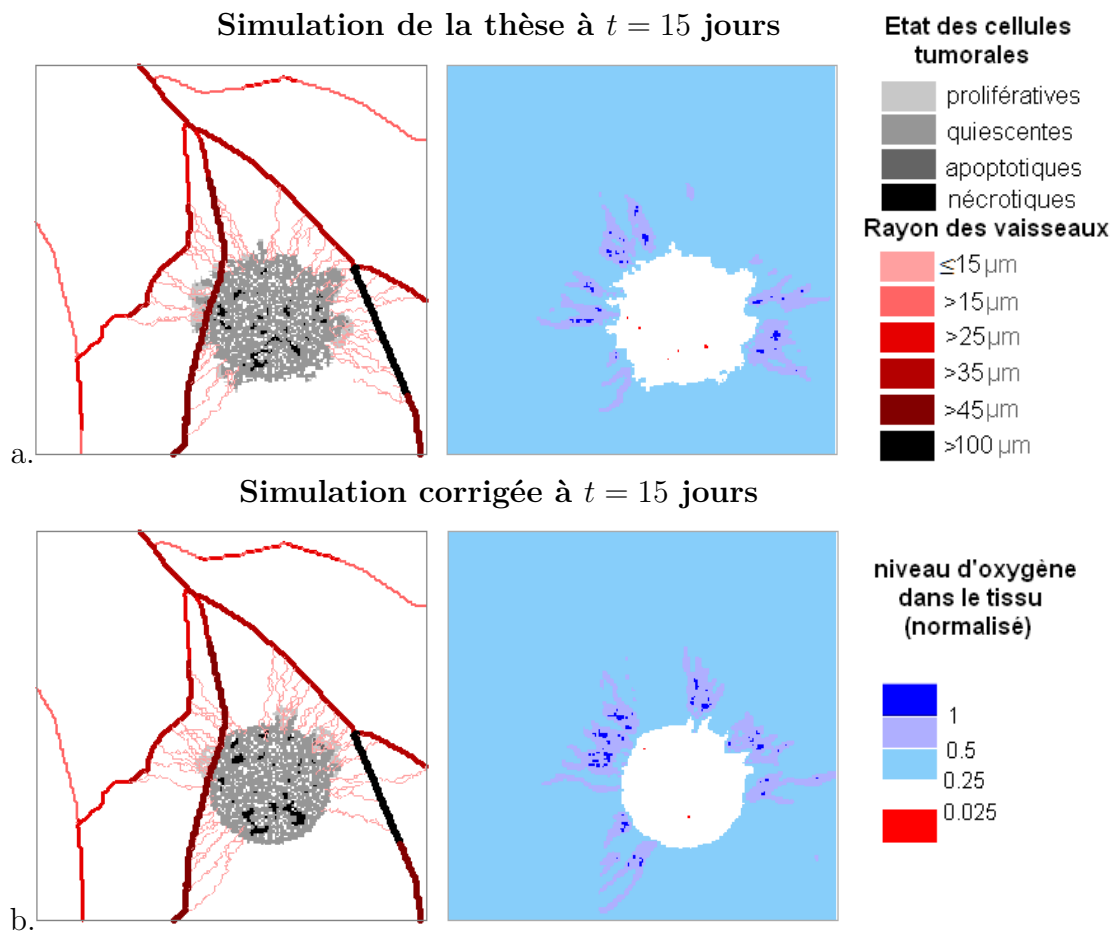 Simulation de la thèse à t = 15 jours
Etat des cellules
tumorales
prolifératives
quiescentes
apoptotiques
nécrotiques
Rayon des vaisseaux
≤15 µm
>15 µm
>25 µm
>35 µm
>45 µm
>100 µm
a.
Simulation corrigée à t = 15 jours
niveau d'oxygène
dans le tissu
(normalisé)
1
0.5
0.25
0.025
b.